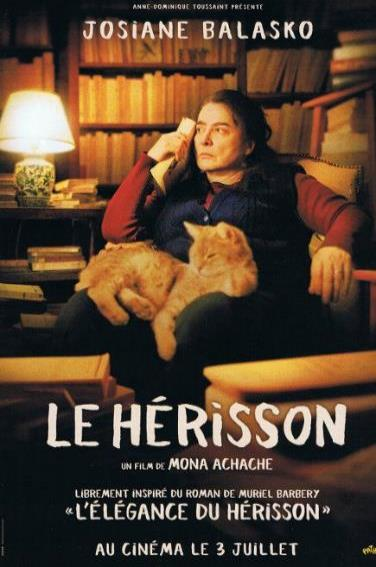 ANNE-DOMINIQUE TOUSSAINT PRÉSENTE
JOSIANE BALASKO
LE HÉRISSON
UN FILM DE MONA ACHACHE
LIBREMENT INSPIRÉ DU ROMAN DE MURIEL BARBERY
« L'ÉLÉGANCE DU HÉRISSON »
AU CINÉMA LE 3 JUILLET